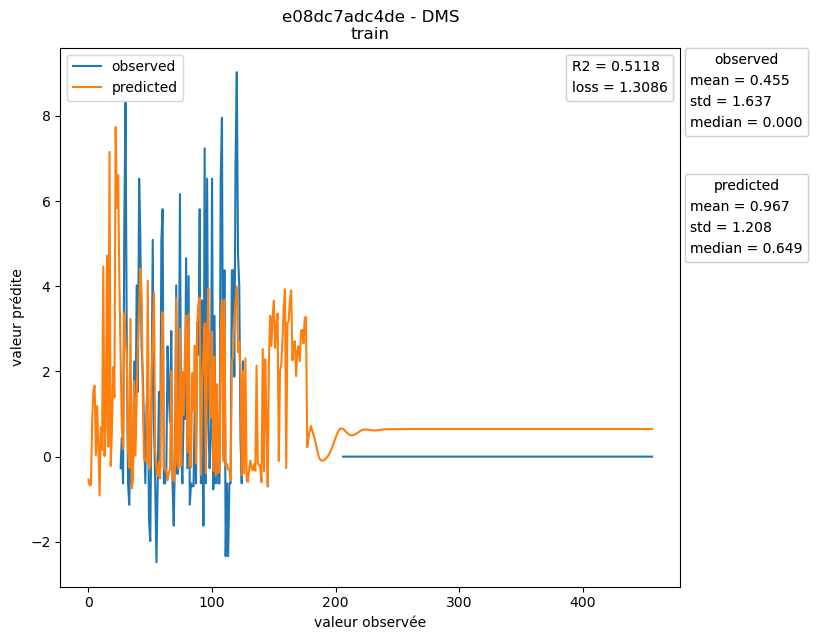 e08dc7adc4de - DMS
train
observed
predicted
R2 = 0.5118
loss = 1.3086
observed
mean = 0.455
std = 1.637
median = 0.000
predicted
mean = 0.967
std = 1.208
median = 0.649
valeur prédite
8
6
4
2
0
−2
0
100
200
300
400
valeur observée